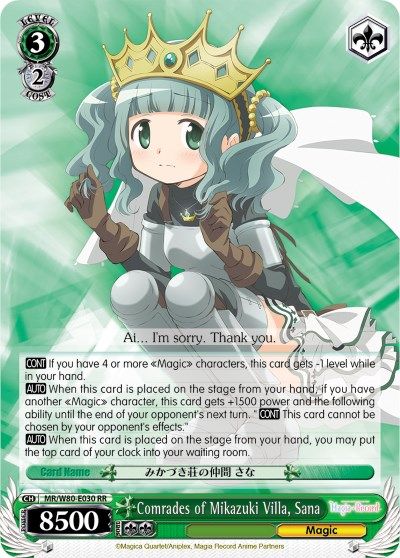 LEVEL
3
2
COST
Ai... I'm sorry. Thank you.
CONT If you have 4 or more «Magic» characters, this card gets -1 level while
in your hand.
AUTO When this card is placed on the stage from your hand, if you have
another «Magic» character, this card gets +1500 power and the following
ability until the end of your opponent's next turn. "CONT This card cannot
be chosen by your opponent's effects."
AUTO When this card is placed on the stage from your hand, you may put
the top card of your clock into your waiting room.
Card Name みかづき荘の仲間 さな
CH MR/W80-E030 RR
Comrades of Mikazuki Villa, Sana
Magia Record
POWER 8500
SOUL
Magic
©Magica Quartet/Aniplex, Magia Record Anime Partners